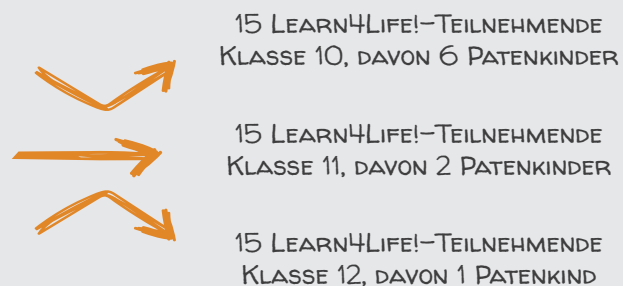 15 Learn4Life!-Teilnehmende
Klasse 10, davon 6 Patenkinder
15 Learn4Life!-Teilnehmende
Klasse 11, davon 2 Patenkinder
15 Learn4Life!-Teilnehmende
Klasse 12, davon 1 Patenkind